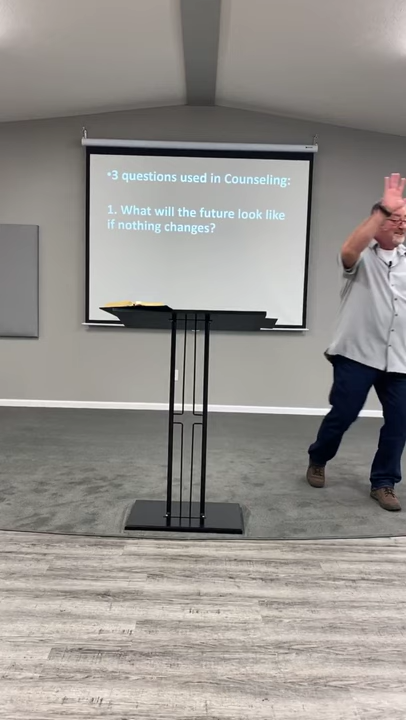 •3 questions used in Counseling:
1. What will the future look like
if nothing changes?